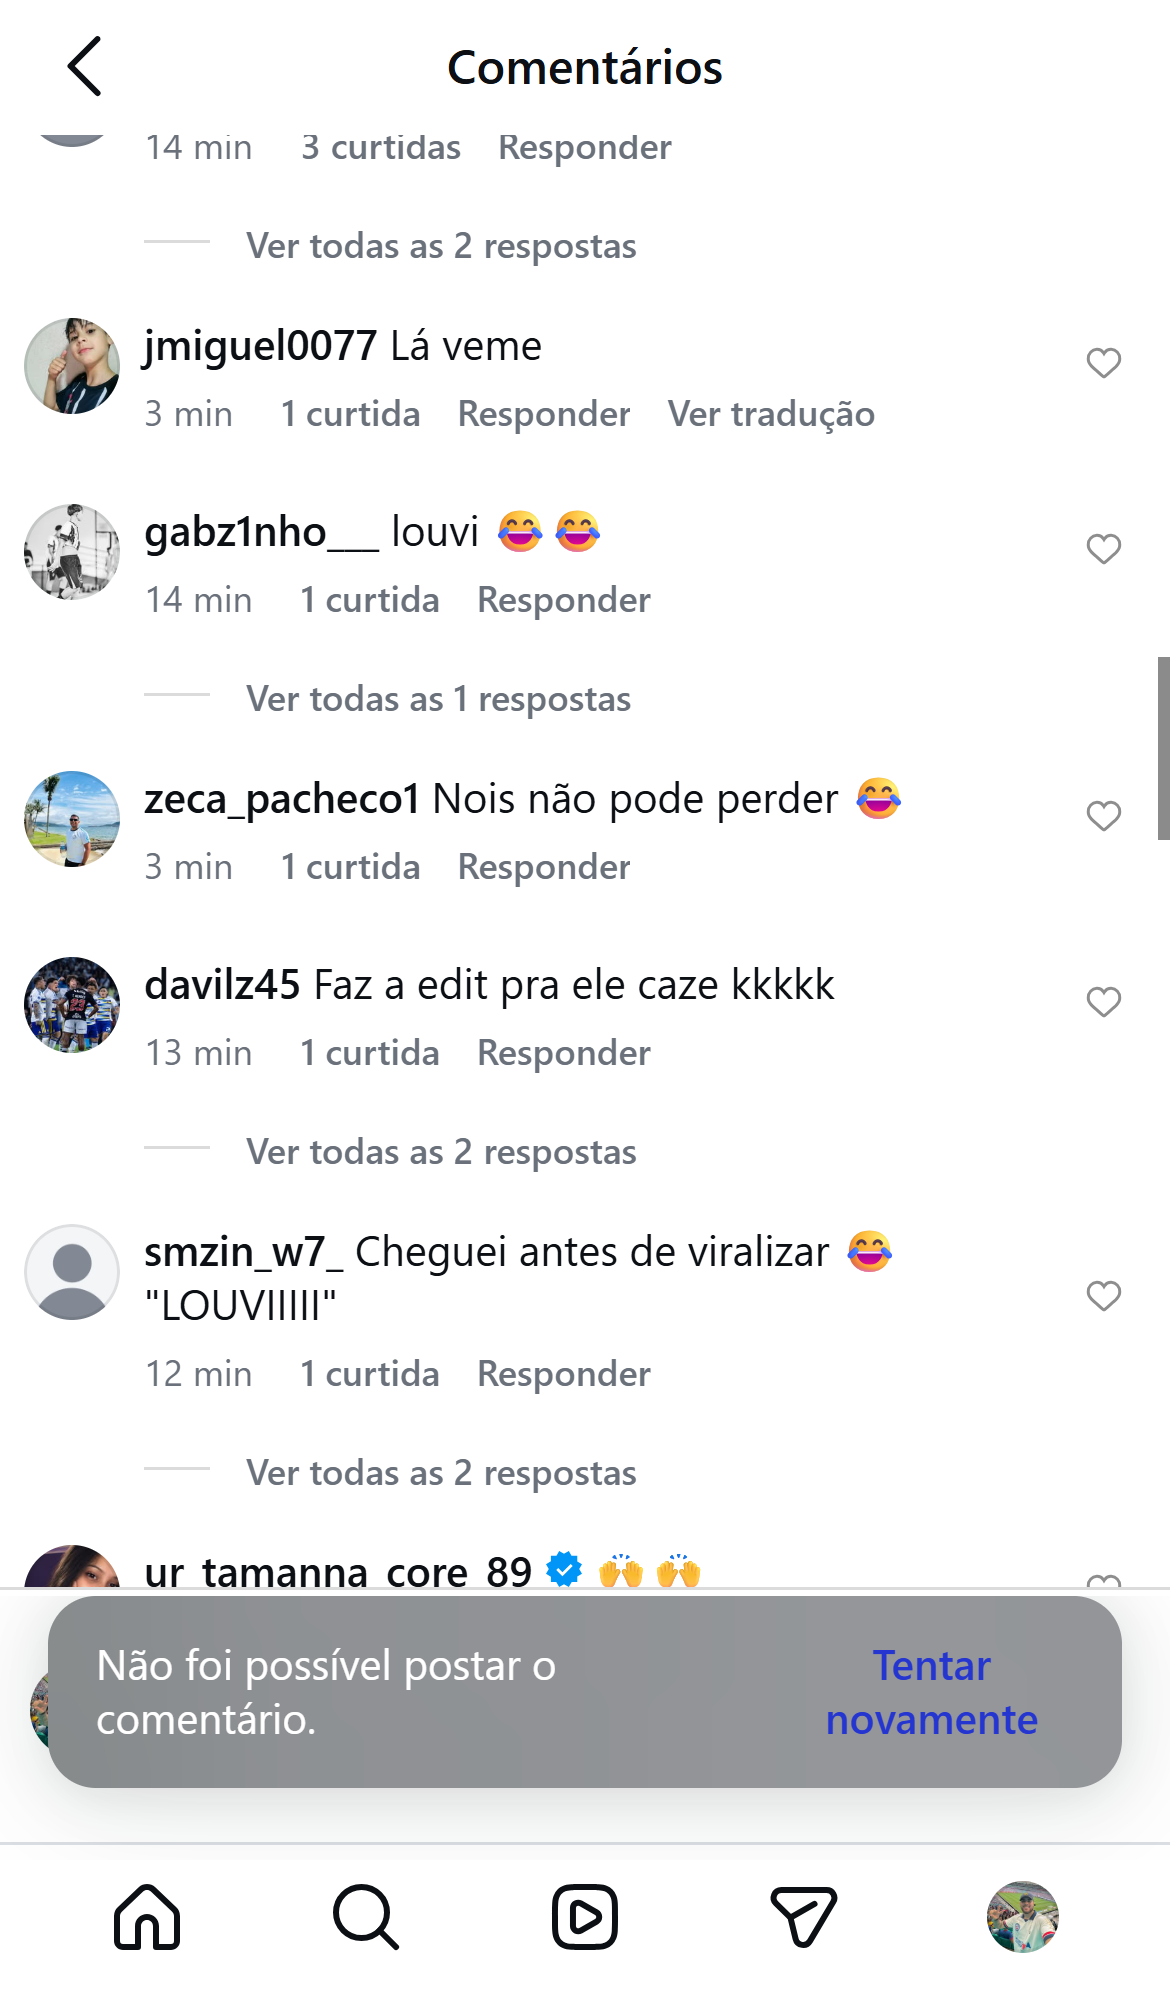 Comentários
14 min 3 curtidas Responder
Ver todas as 2 respostas
jmiguel0077 Lá veme
3 min 1 curtida Responder Ver tradução
gabz1nho___ louvi 😂😂
14 min 1 curtida Responder
Ver todas as 1 respostas
zeca_pacheco1 Nois não pode perder 😂
3 min 1 curtida Responder
davilz45 Faz a edit pra ele caze kkkkk
13 min 1 curtida Responder
Ver todas as 2 respostas
smzin_w7_ Cheguei antes de viralizar 😂
"LOUVIIIII"
12 min 1 curtida Responder
Ver todas as 2 respostas
ur_tamanna_core_89 🙌🙌
Não foi possível postar o
comentário.
Tentar
novamente